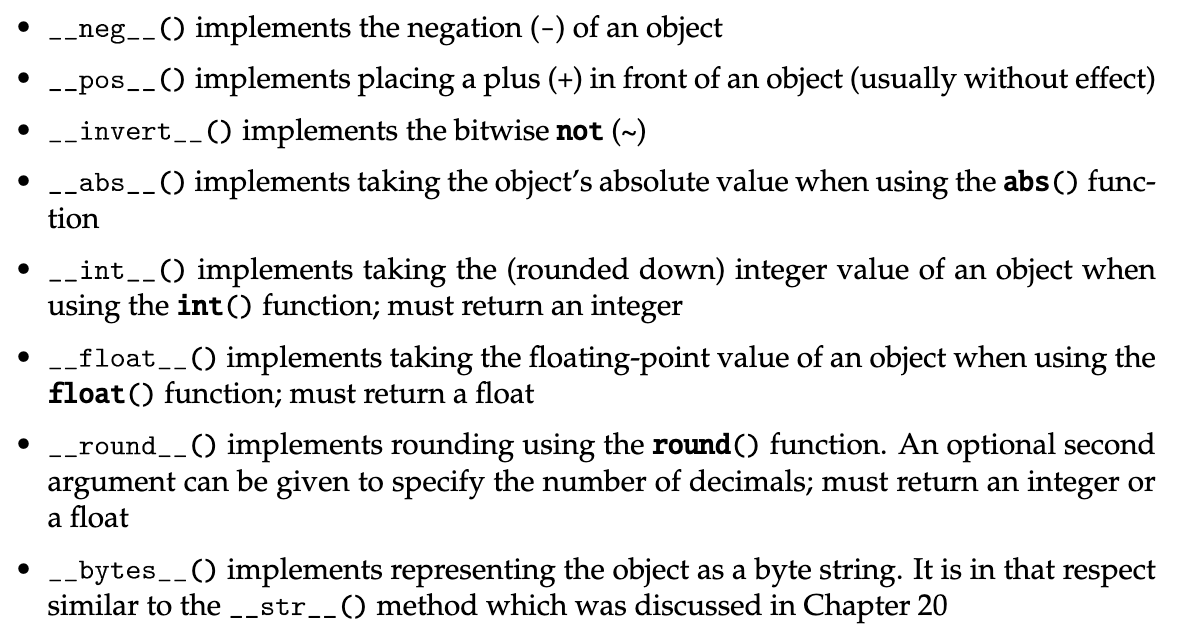 • __neg__() implements the negation (-) of an object
• __pos__() implements placing a plus (+) in front of an object (usually without effect)
• __invert__() implements the bitwise not (~)
• __abs__() implements taking the object's absolute value when using the abs() func-
tion
• __int__() implements taking the (rounded down) integer value of an object when
using the int() function; must return an integer
• __float__() implements taking the floating-point value of an object when using the
float() function; must return a float
• __round__() implements rounding using the round() function. An optional second
argument can be given to specify the number of decimals; must return an integer or
a float
• __bytes__() implements representing the object as a byte string. It is in that respect
similar to the __str__() method which was discussed in Chapter 20